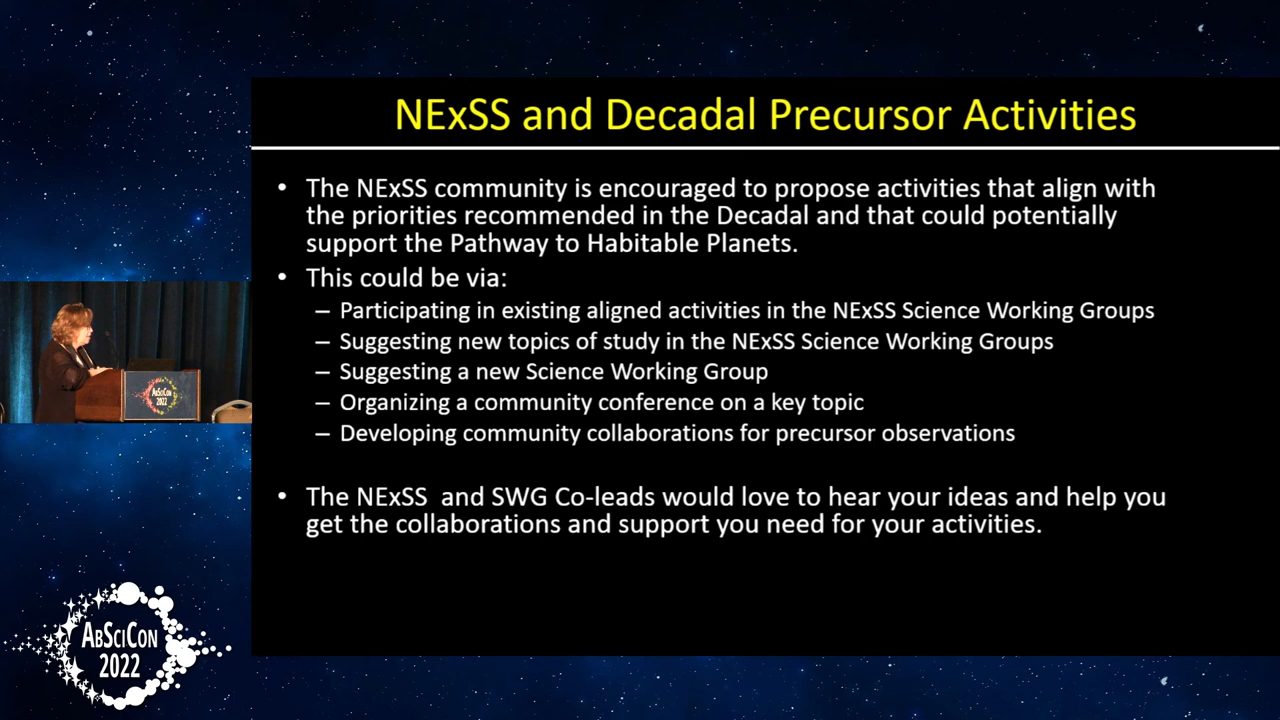 NExSS and Decadal Precursor Activities
• The NExSS community is encouraged to propose activities that align with
the priorities recommended in the Decadal and that could potentially
support the Pathway to Habitable Planets.
• This could be via:
– Participating in existing aligned activities in the NExSS Science Working Groups
– Suggesting new topics of study in the NExSS Science Working Groups
– Suggesting a new Science Working Group
– Organizing a community conference on a key topic
– Developing community collaborations for precursor observations
• The NExSS and SWG Co-leads would love to hear your ideas and help you
get the collaborations and support you need for your activities.
ABSCICON
2022
ABSCICON
2022